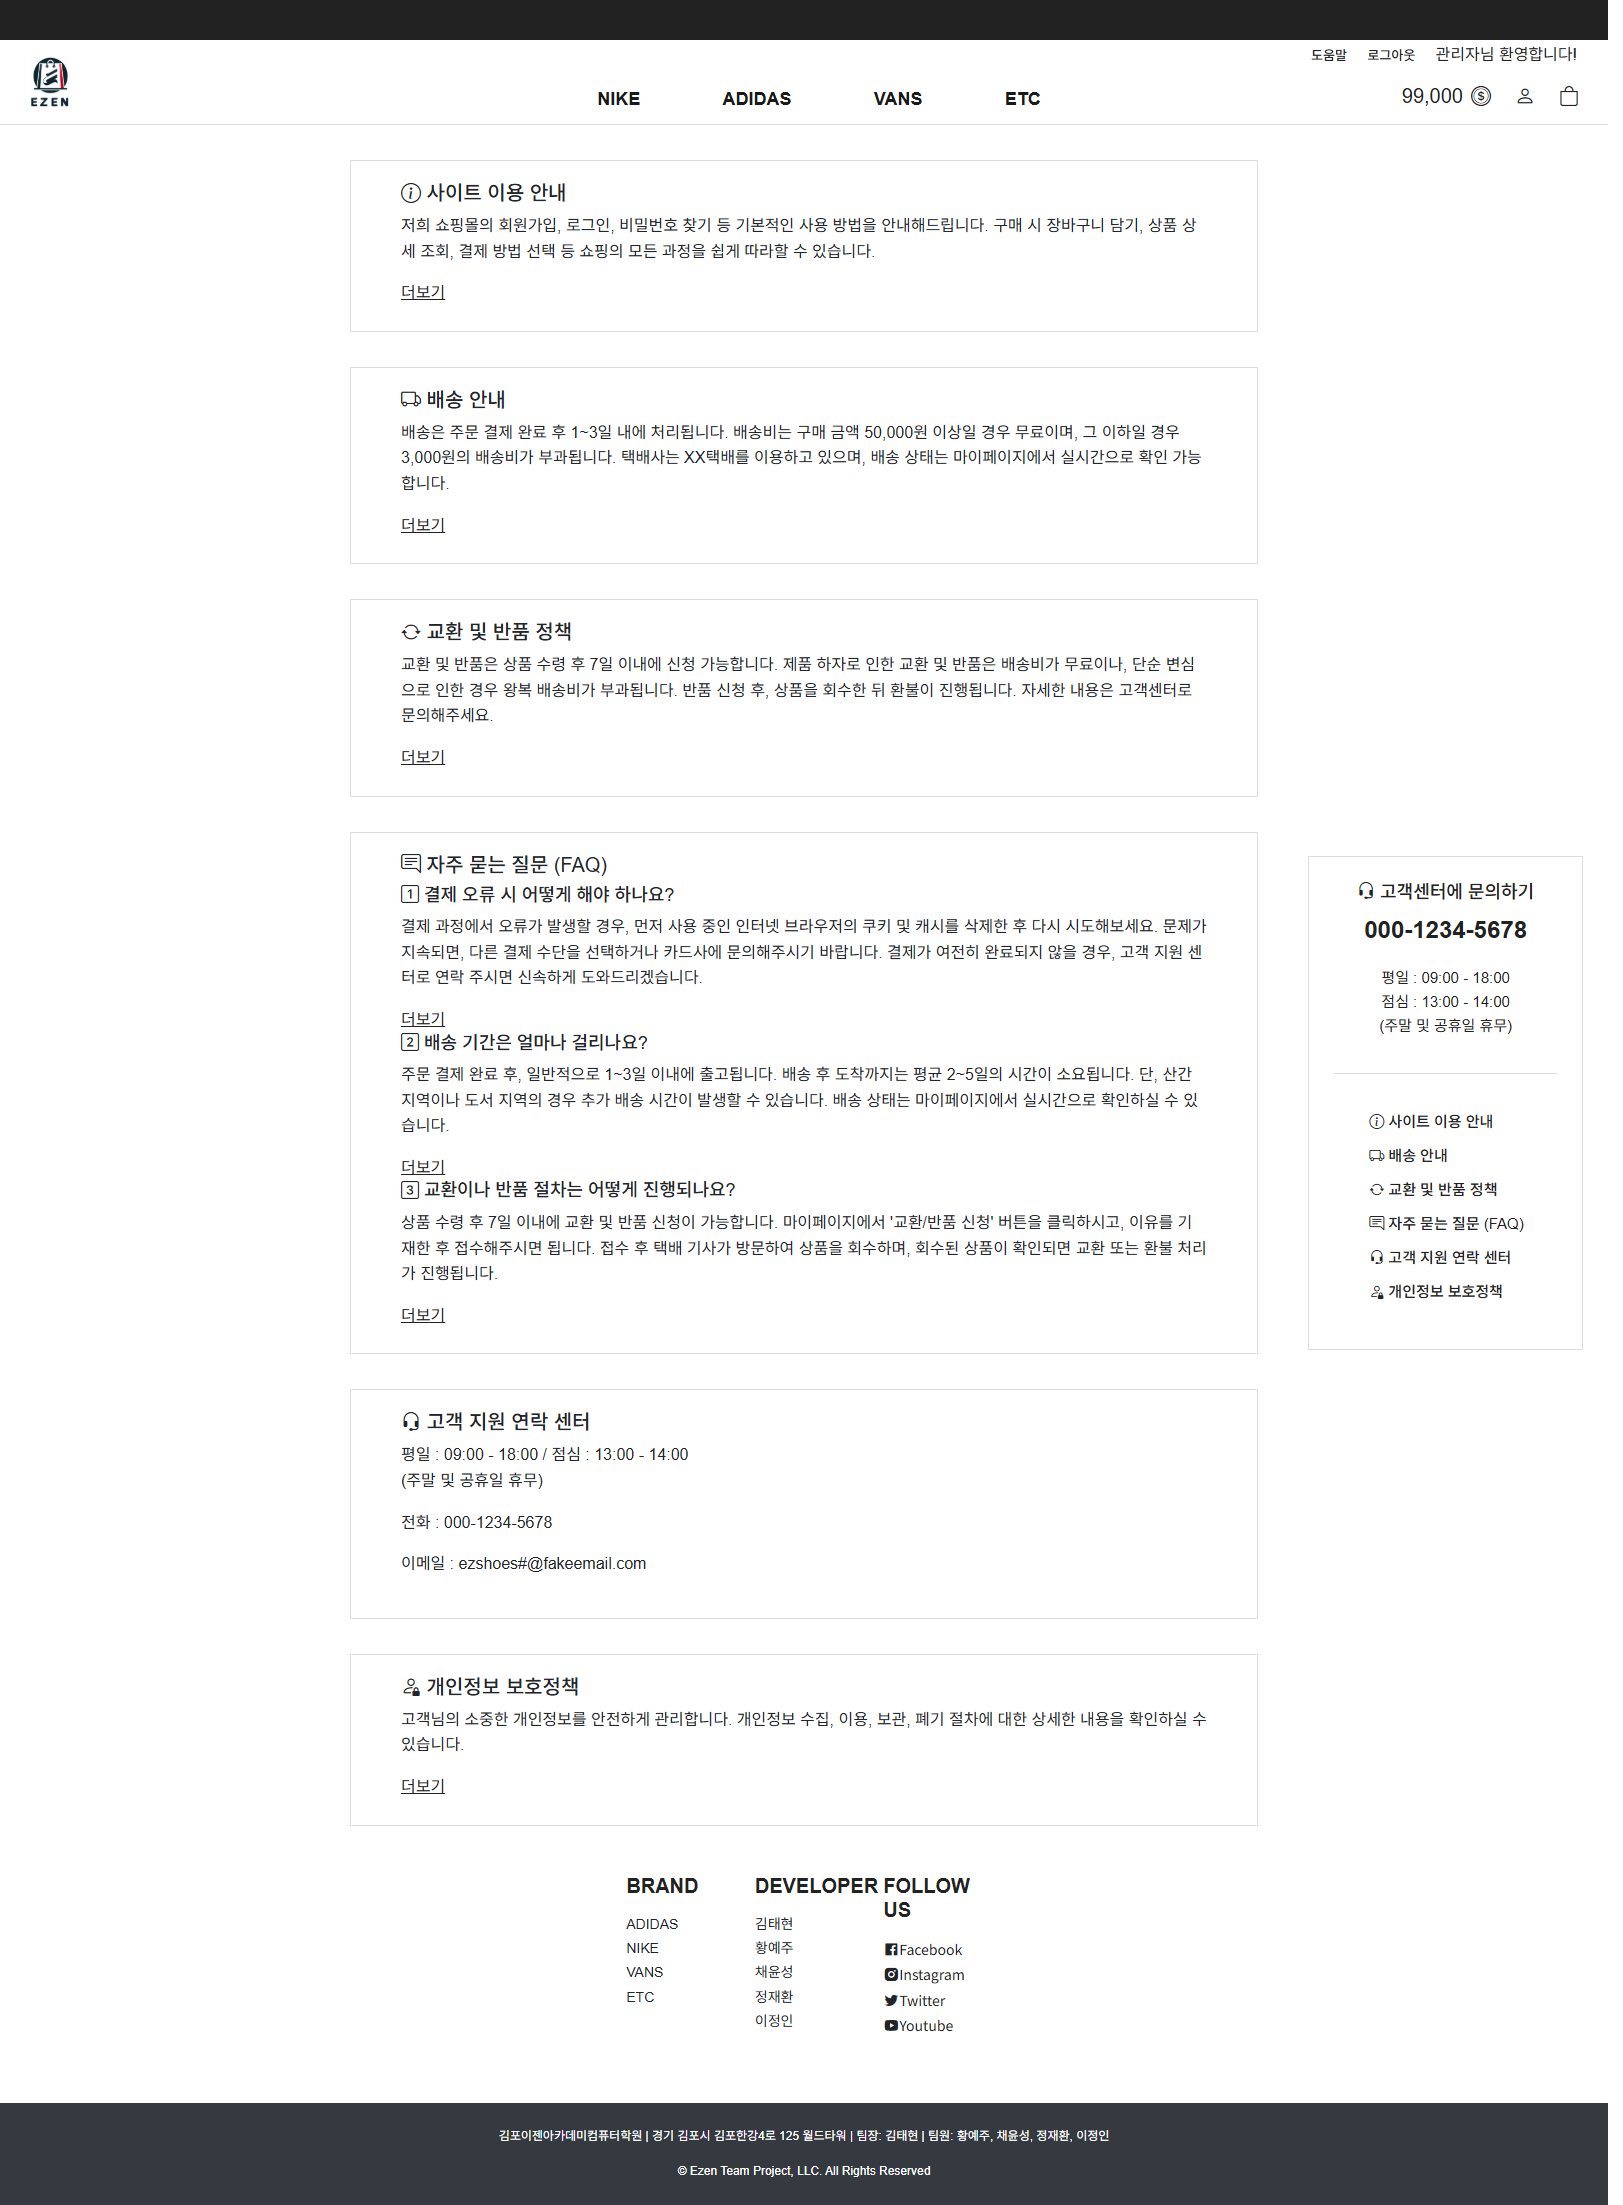 도움말 로그아웃 관리자님 환영합니다!
EZEN
NIKE ADIDAS VANS ETC
99,000
사이트 이용 안내
저희 쇼핑몰의 회원가입, 로그인, 비밀번호 찾기 등 기본적인 사용 방법을 안내해드립니다. 구매 시 장바구니 담기, 상품 상
세 조회, 결제 방법 선택 등 쇼핑의 모든 과정을 쉽게 따라할 수 있습니다.
더보기
배송 안내
배송은 주문 결제 완료 후 1~3일 내에 처리됩니다. 배송비는 구매 금액 50,000원 이상일 경우 무료이며, 그 이하일 경우
3,000원의 배송비가 부과됩니다. 택배사는 XX택배를 이용하고 있으며, 배송 상태는 마이페이지에서 실시간으로 확인 가능
합니다.
더보기
교환 및 반품 정책
교환 및 반품은 상품 수령 후 7일 이내에 신청 가능합니다. 제품 하자로 인한 교환 및 반품은 배송비가 무료이나, 단순 변심
으로 인한 경우 왕복 배송비가 부과됩니다. 반품 신청 후, 상품을 회수한 뒤 환불이 진행됩니다. 자세한 내용은 고객센터로
문의해주세요.
더보기
자주 묻는 질문 (FAQ)
1 결제 오류 시 어떻게 해야 하나요?
결제 과정에서 오류가 발생할 경우, 먼저 사용 중인 인터넷 브라우저의 쿠키 및 캐시를 삭제한 후 다시 시도해보세요. 문제가
지속되면, 다른 결제 수단을 선택하거나 카드사에 문의해주시기 바랍니다. 결제가 여전히 완료되지 않을 경우, 고객 지원 센
터로 연락 주시면 신속하게 도와드리겠습니다.
더보기
2 배송 기간은 얼마나 걸리나요?
주문 결제 완료 후, 일반적으로 1~3일 이내에 출고됩니다. 배송 후 도착까지는 평균 2~5일의 시간이 소요됩니다. 단, 산간
지역이나 도서 지역의 경우 추가 배송 시간이 발생할 수 있습니다. 배송 상태는 마이페이지에서 실시간으로 확인하실 수 있
습니다.
더보기
3 교환이나 반품 절차는 어떻게 진행되나요?
상품 수령 후 7일 이내에 교환 및 반품 신청이 가능합니다. 마이페이지에서 '교환/반품 신청' 버튼을 클릭하시고, 이유를 기
재한 후 접수해주시면 됩니다. 접수 후 택배 기사가 방문하여 상품을 회수하며, 회수된 상품이 확인되면 교환 또는 환불 처리
가 진행됩니다.
더보기
고객 지원 연락 센터
평일 : 09:00 - 18:00 / 점심 : 13:00 - 14:00
(주말 및 공휴일 휴무)
전화 : 000-1234-5678
이메일 : ezshoes#@fakeemail.com
개인정보 보호정책
고객님의 소중한 개인정보를 안전하게 관리합니다. 개인정보 수집, 이용, 보관, 폐기 절차에 대한 상세한 내용을 확인하실 수
있습니다.
더보기
고객센터에 문의하기
000-1234-5678
평일 : 09:00 - 18:00
점심 : 13:00 - 14:00
(주말 및 공휴일 휴무)
사이트 이용 안내
배송 안내
교환 및 반품 정책
자주 묻는 질문 (FAQ)
고객 지원 연락 센터
개인정보 보호정책
BRAND
ADIDAS
NIKE
VANS
ETC
DEVELOPER
김태현
황예주
채윤성
정재환
이정인
FOLLOW
US
Facebook
Instagram
Twitter
Youtube
김포이젠아카데미컴퓨터학원 | 경기 김포시 김포한강4로 125 월드타워 | 팀장: 김태현 | 팀원: 황예주, 채윤성, 정재환, 이정인
© Ezen Team Project, LLC. All Rights Reserved